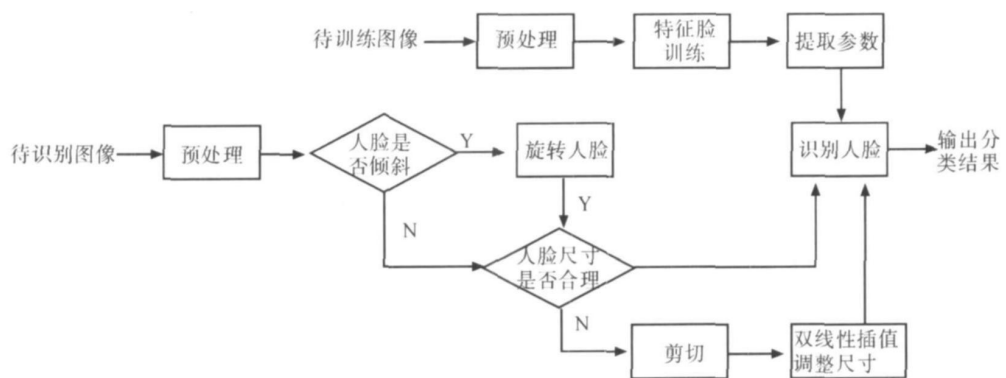 待训练图像
预处理
特征脸
训练
提取参数
待识别图像
预处理
人脸是
否倾斜
Y
旋转人脸
识别人脸
输出分
类结果
Y
N
人脸尺寸
是否合理
N
剪切
双线性插值
调整尺寸